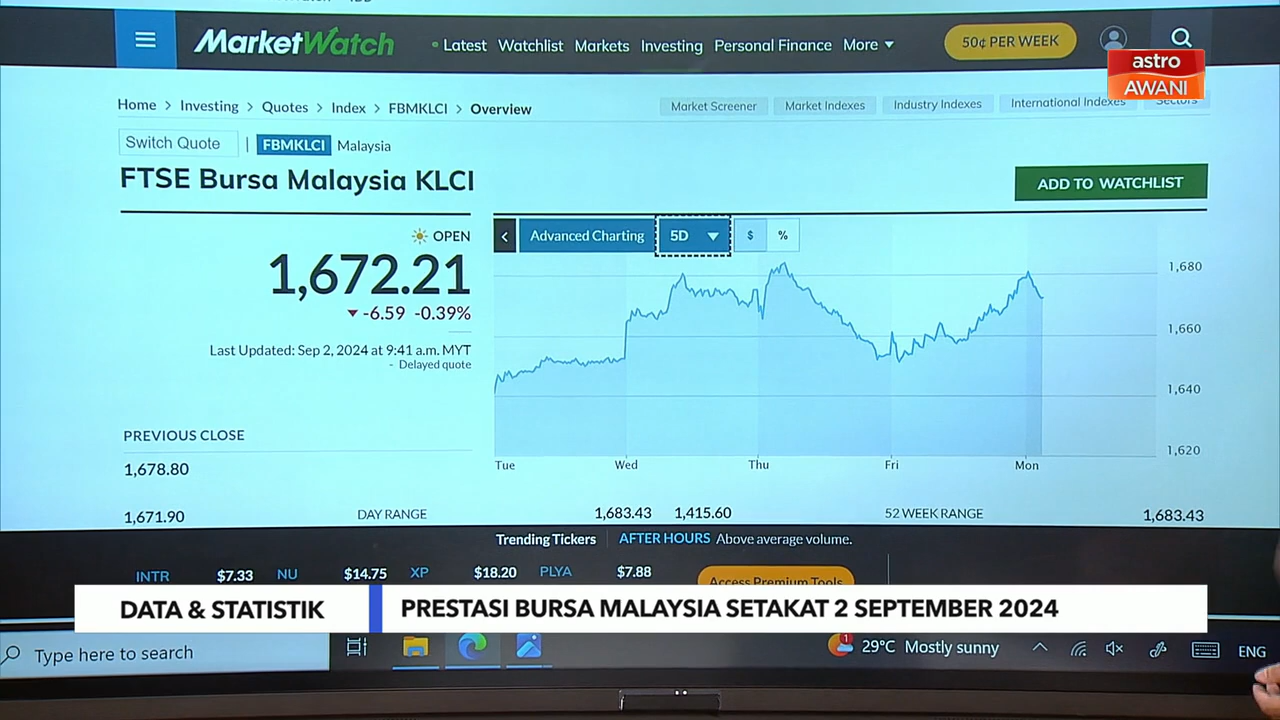 MarketWatch
Latest Watchlist Markets Investing Personal Finance More
50¢ PER WEEK
astro
AWANI
Home > Investing > Quotes > Index > FBMKLCI > Overview
Market Screener Market Indexes Industry Indexes International Indexes Sectors
Switch Quote | FBMKLCI Malaysia
FTSE Bursa Malaysia KLCI
ADD TO WATCHLIST
OPEN
1,672.21
-6.59 -0.39%
Last Updated: Sep 2, 2024 at 9:41 a.m. MYT
- Delayed quote
PREVIOUS CLOSE
1,678.80
< Advanced Charting 5D $ %
1,680
1,660
1,640
1,620
Tue Wed Thu Fri Mon
1,671.90 DAY RANGE 1,683.43 1,415.60 52 WEEK RANGE 1,683.43
Trending Tickers AFTER HOURS Above average volume.
INTR $7.33 NU $14.75 XP $18.20 PLYA $7.88
Access Premium Tools
DATA & STATISTIK PRESTASI BURSA MALAYSIA SETAKAT 2 SEPTEMBER 2024
Type here to search
1
29°C Mostly sunny
ENG